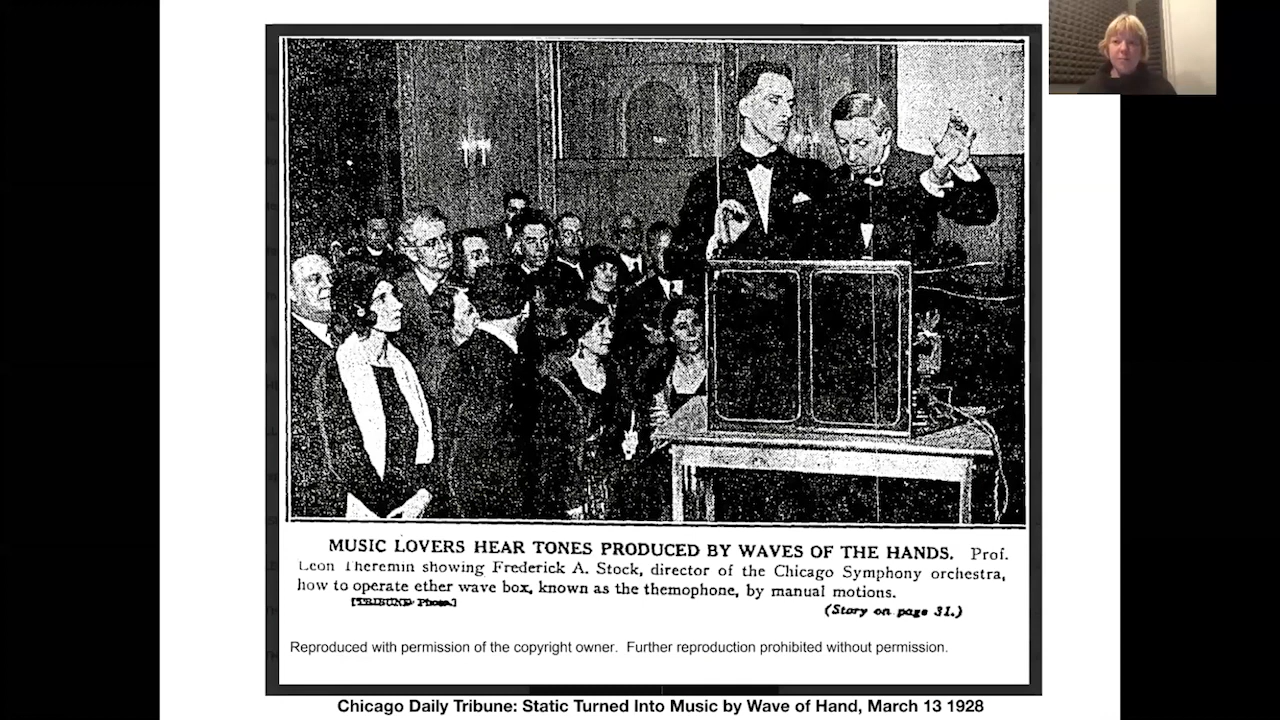 MUSIC LOVERS HEAR TONES PRODUCED BY WAVES OF THE HANDS. Prof.
Leon Theremin showing Frederick A. Stock, director of the Chicago Symphony orchestra,
how to operate ether wave box, known as the themophone, by manual motions.
[TRIBUNE Photo.]
(Story on page 31.)
Reproduced with permission of the copyright owner. Further reproduction prohibited without permission.
Chicago Daily Tribune: Static Turned Into Music by Wave of Hand, March 13 1928